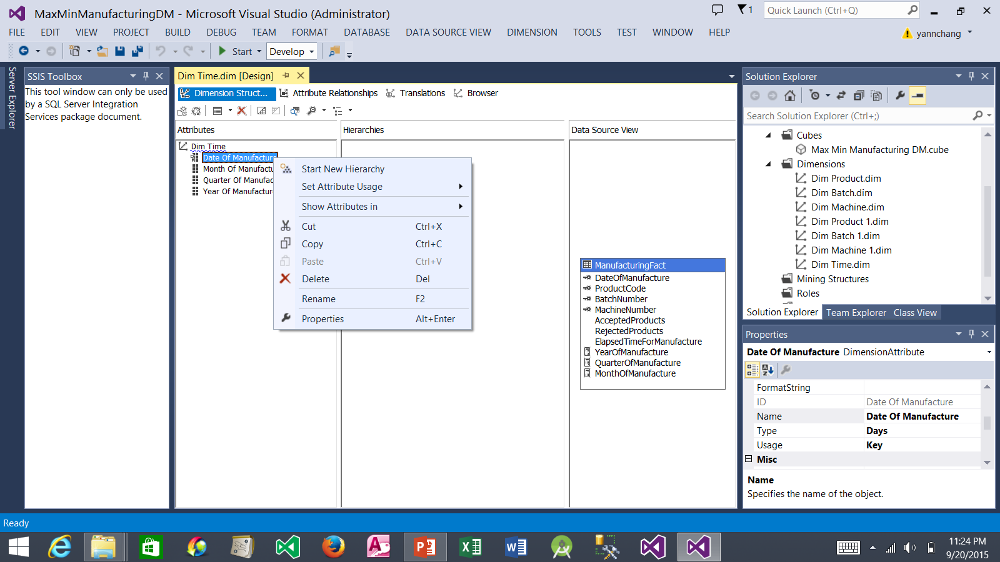 MaxMinManufacturingDM - Microsoft Visual Studio (Administrator)
1
Quick Launch (Ctrl+Q)
FILE EDIT VIEW PROJECT BUILD DEBUG TEAM FORMAT DATABASE DATA SOURCE VIEW DIMENSION TOOLS TEST WINDOW HELP
yannchang
Start
Develop
Server Explorer
SSIS Toolbox
This tool window can only be used
by a SQL Server Integration
Services package document.
Dim Time.dim [Design]
Dimension Struct...
Attribute Relationships
Translations
Browser
Attributes
Dim Time
Date Of Manufacture
Month Of Manufactu
Quarter Of Manufac
Year Of Manufacture
Hierarchies
Start New Hierarchy
Set Attribute Usage
Show Attributes in
Cut Ctrl+X
Copy Ctrl+C
Paste Ctrl+V
Delete Del
Rename F2
Properties Alt+Enter
Data Source View
ManufacturingFact
DateOfManufacture
ProductCode
BatchNumber
MachineNumber
AcceptedProducts
RejectedProducts
ElapsedTimeForManufacture
YearOfManufacture
QuarterOfManufacture
MonthOfManufacture
Solution Explorer
Search Solution Explorer (Ctrl+;)
Cubes
Max Min Manufacturing DM.cube
Dimensions
Dim Product.dim
Dim Batch.dim
Dim Machine.dim
Dim Product 1.dim
Dim Batch 1.dim
Dim Machine 1.dim
Dim Time.dim
Mining Structures
Roles
Solution Explorer Team Explorer Class View
Properties
Date Of Manufacture DimensionAttribute
FormatString
ID Date Of Manufacture
Name Date Of Manufacture
Type Days
Usage Key
Misc
Name
Specifies the name of the object.
Ready
11:24 PM
9/20/2015